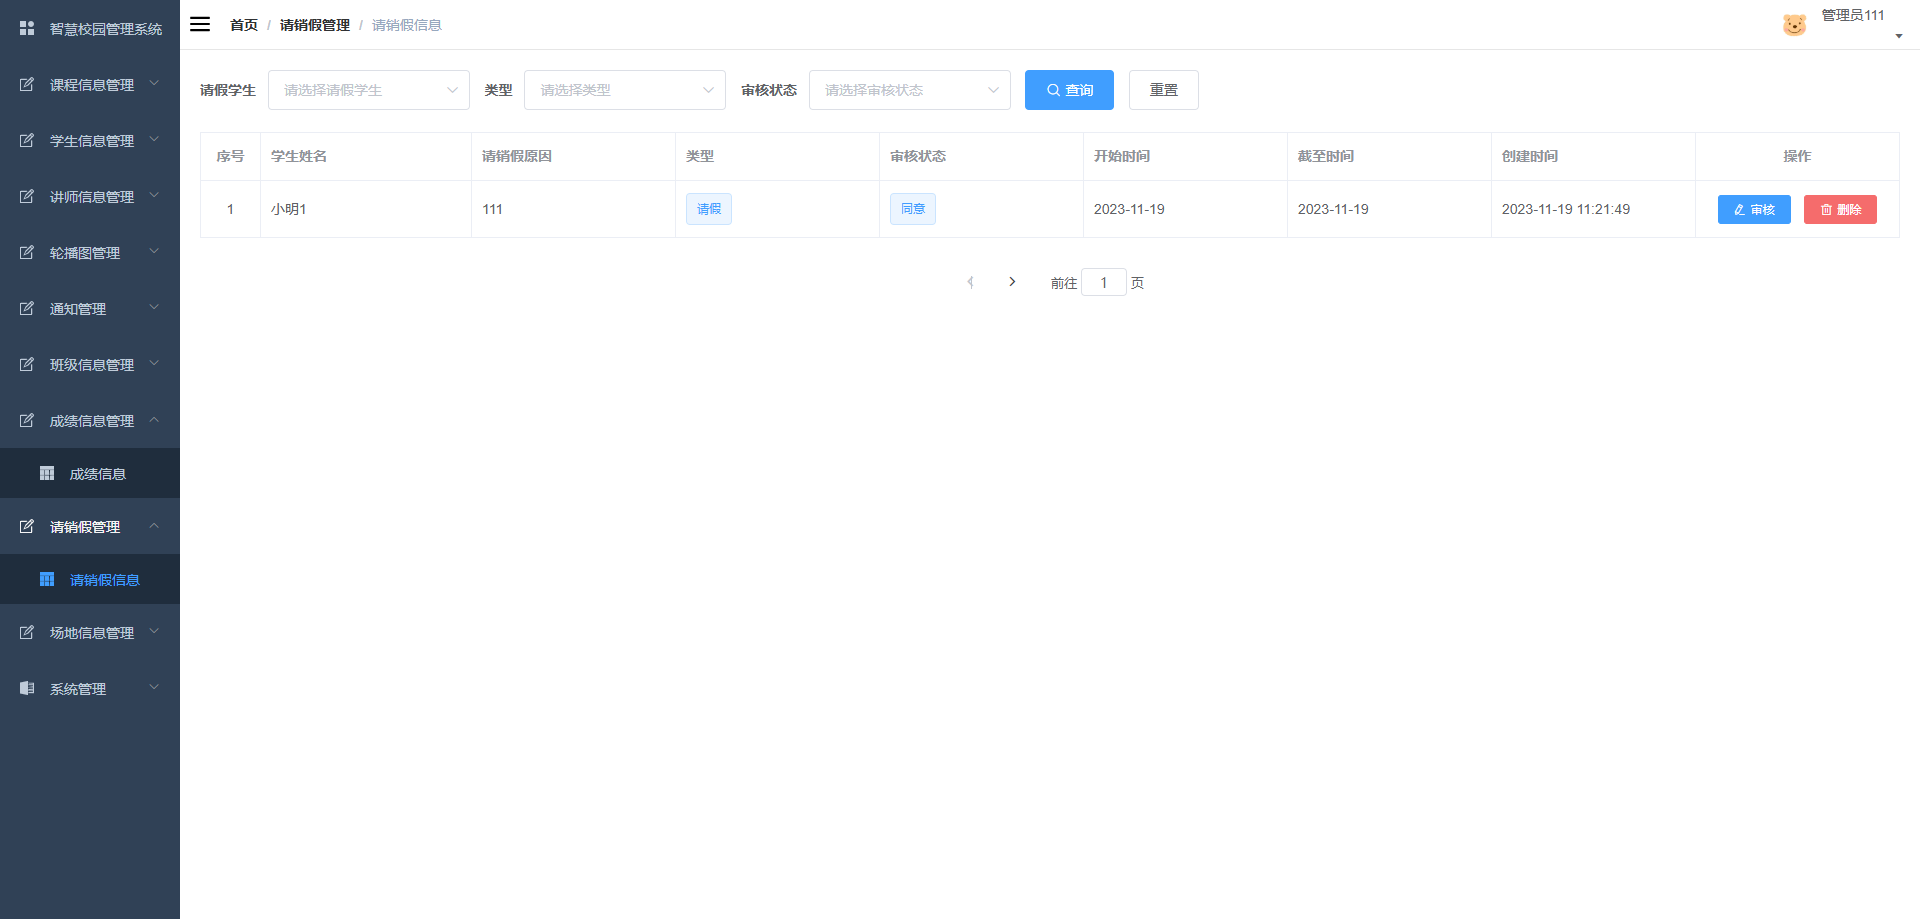 智慧校园管理系统
课程信息管理
学生信息管理
讲师信息管理
轮播图管理
通知管理
班级信息管理
成绩信息管理
成绩信息
请销假管理
请销假信息
场地信息管理
系统管理
首页 / 请销假管理 / 请销假信息
管理员111
请假学生 请选择请假学生 类型 请选择类型 审核状态 请选择审核状态 查询 重置
序号 学生姓名 请销假原因 类型 审核状态 开始时间 截至时间 创建时间 操作
1 小明1 111 请假 同意 2023-11-19 2023-11-19 2023-11-19 11:21:49 审核 删除
前往 1 页